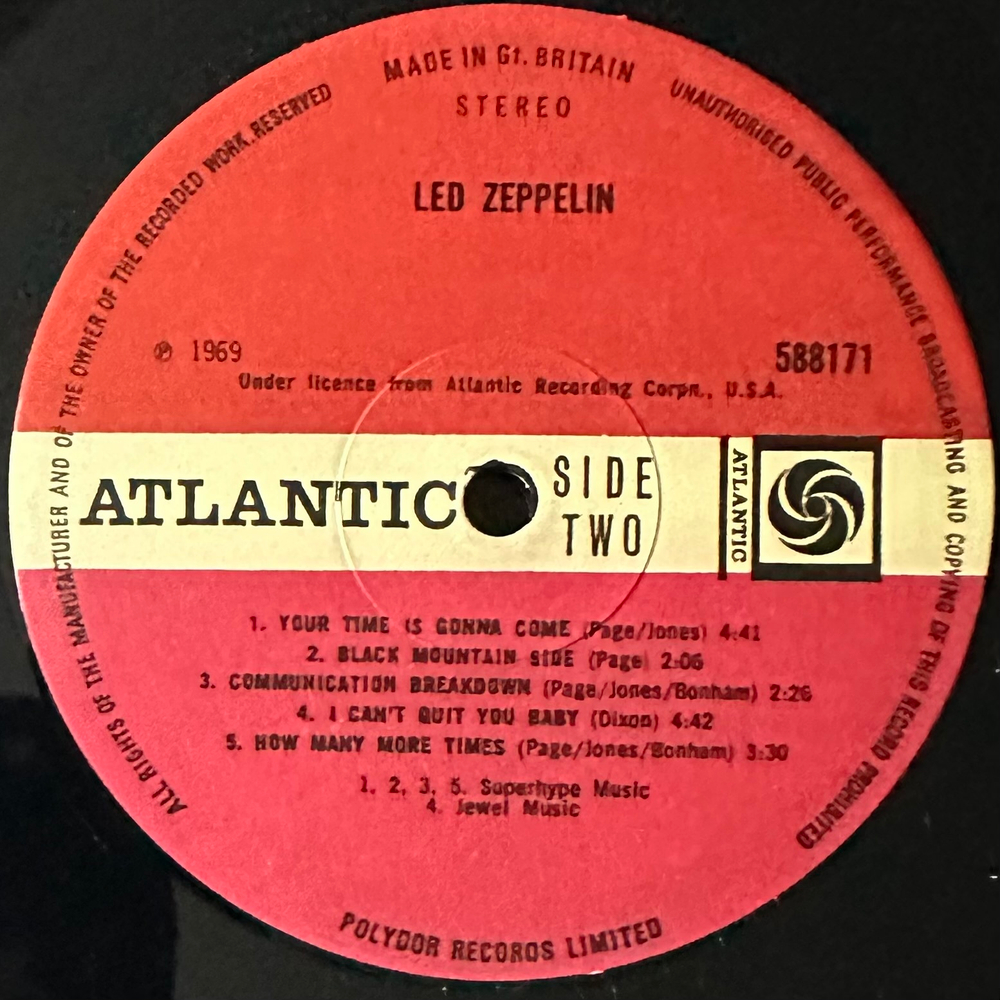 MADE IN Gt. BRITAIN
STEREO
ALL RIGHTS OF THE MANUFACTURER AND OF THE OWNER OF THE RECORDED WORK RESERVED
UNAUTHORISED PUBLIC PERFORMANCE BROADCASTING AND COPYING OF THIS RECORD PROHIBITED
LED ZEPPELIN
℗ 1969
588171
Under licence from Atlantic Recording Corpn., U.S.A.
ATLANTIC
SIDE
TWO
ATLANTIC
1. YOUR TIME IS GONNA COME (Page/Jones) 4:41
2. BLACK MOUNTAIN SIDE (Page) 2:06
3. COMMUNICATION BREAKDOWN (Page/Jones/Bonham) 2:26
4. I CAN'T QUIT YOU BABY (Dixon) 4:42
5. HOW MANY MORE TIMES (Page/Jones/Bonham) 3:30
1, 2, 3, 5. Superhype Music
4. Jewel Music
POLYDOR RECORDS LIMITED